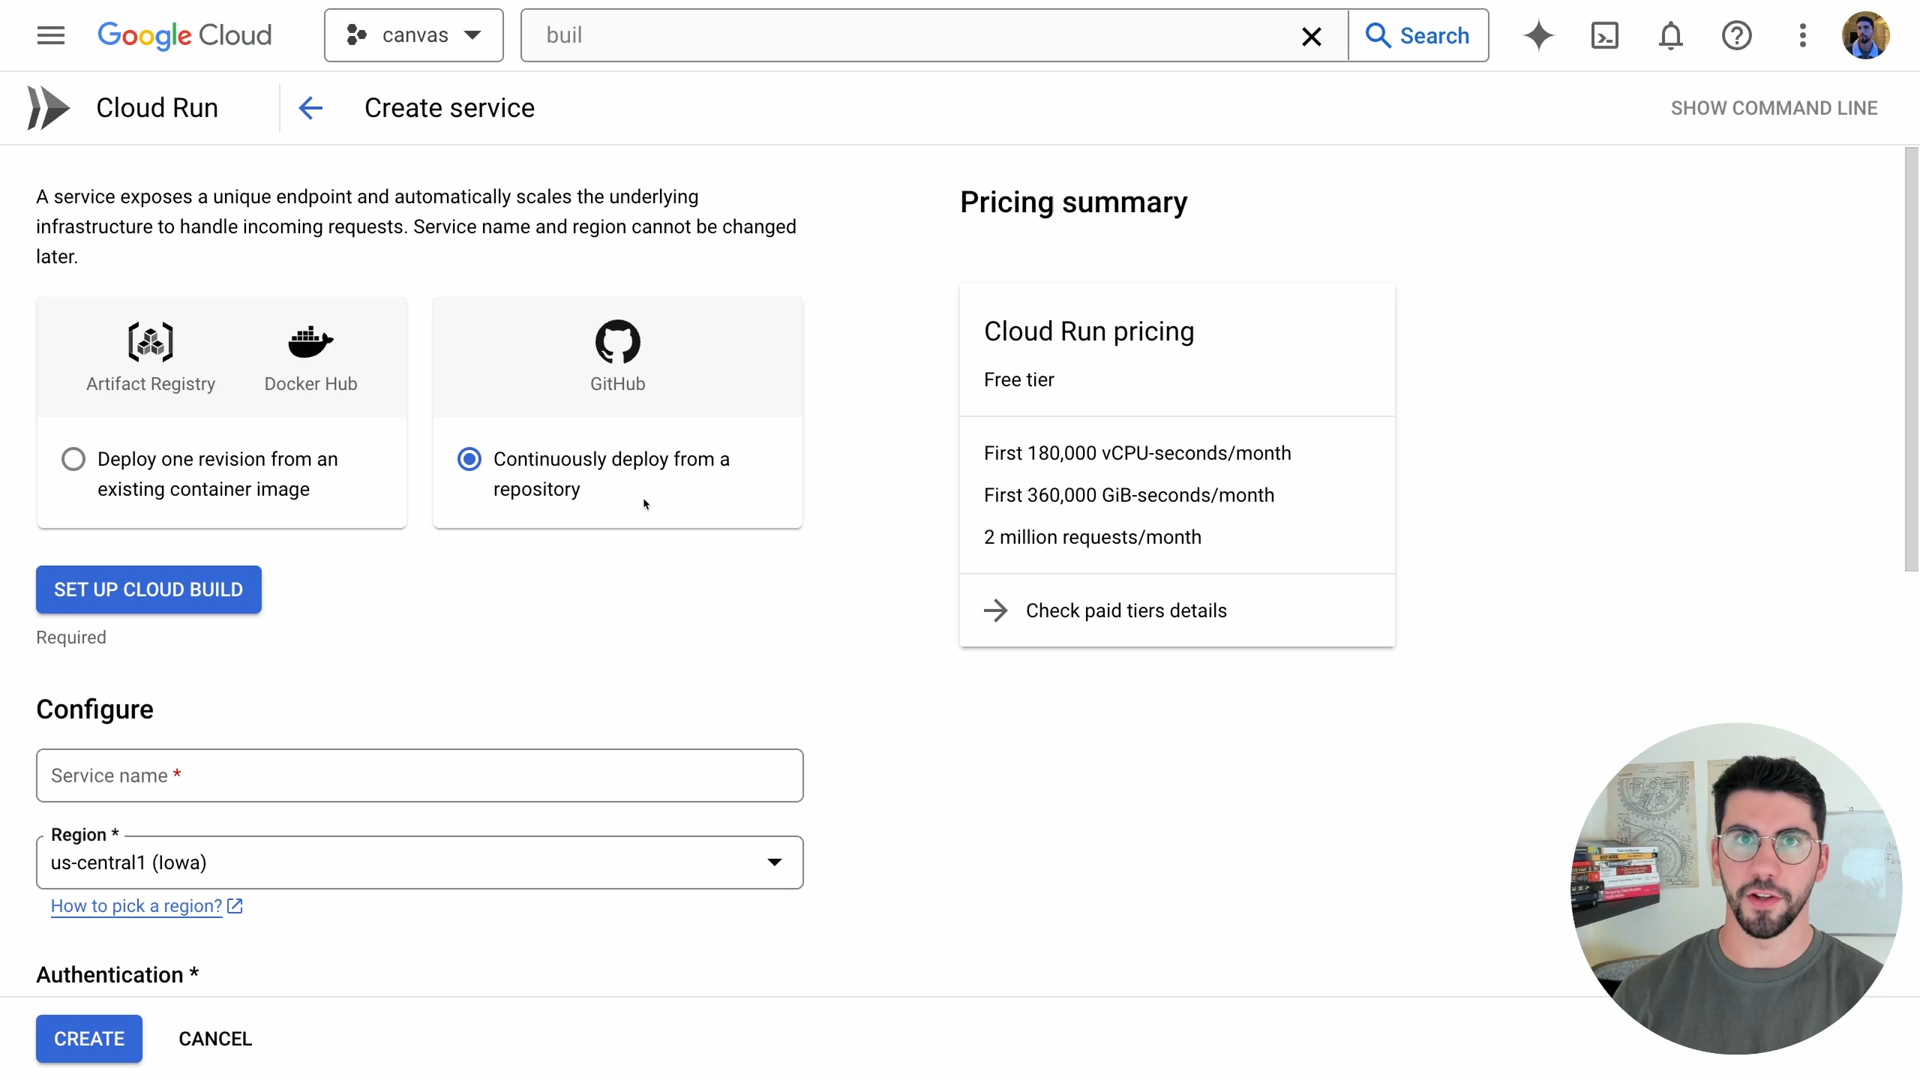 Google Cloud
canvas
buil
Search
Cloud Run
Create service
SHOW COMMAND LINE
A service exposes a unique endpoint and automatically scales the underlying
infrastructure to handle incoming requests. Service name and region cannot be changed
later.
Artifact Registry
Docker Hub
GitHub
Deploy one revision from an
existing container image
Continuously deploy from a
repository
SET UP CLOUD BUILD
Required
Configure
Service name *
Region *
us-central1 (Iowa)
How to pick a region?
Authentication *
CREATE
CANCEL
Pricing summary
Cloud Run pricing
Free tier
First 180,000 vCPU-seconds/month
First 360,000 GiB-seconds/month
2 million requests/month
Check paid tiers details